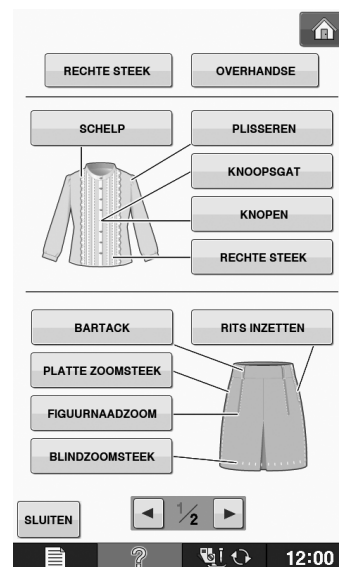 RECHTE STEEK
OVERHANDSE
SCHELP
PLISSEREN
KNOOPSGAT
KNOPEN
RECHTE STEEK
BARTACK
RITS INZETTEN
PLATTE ZOOMSTEEK
FIGUURNAADZOOM
BLINDZOOMSTEEK
SLUITEN
1/2
12:00